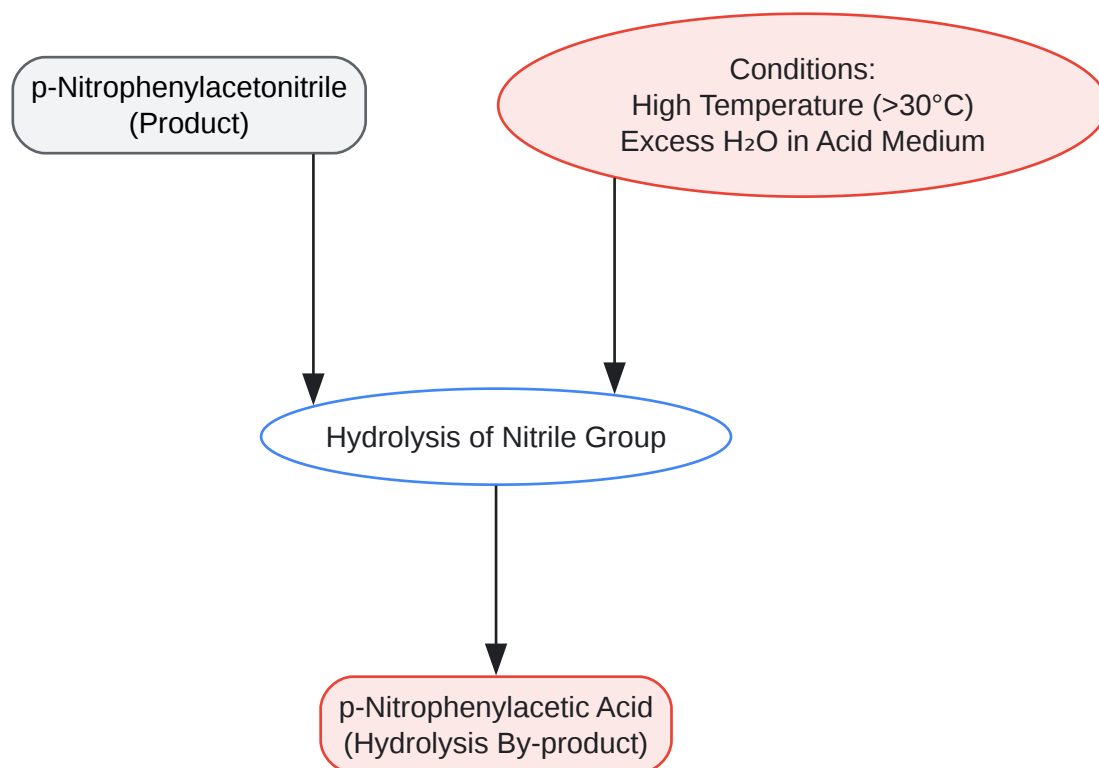 p-Nitrophenylacetonitrile
(Product)
Conditions:
High Temperature (>30°C)
Excess H₂O in Acid Medium
Hydrolysis of Nitrile Group
p-Nitrophenylacetic Acid
(Hydrolysis By-product)